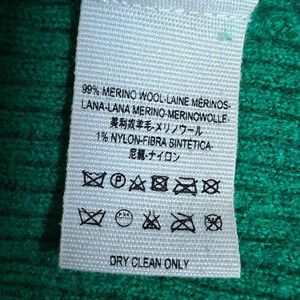 99% MERINO WOOL-LAINE MÉRINOS-
LANA-LANA MERINO-MERINOWOLLE-
美利奴羊毛-メリノウール
1% NYLON-FIBRA SINTÉTICA-
尼龍-ナイロン
DRY CLEAN ONLY